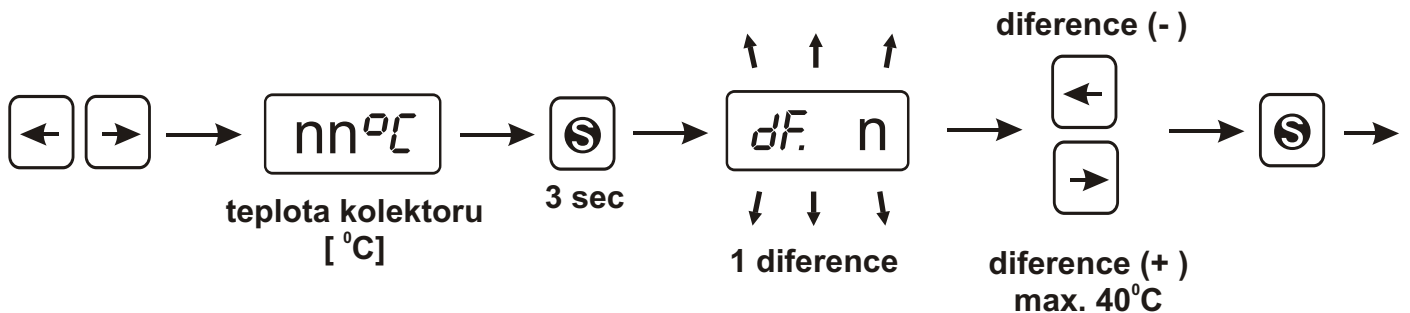 diference (- )
nn°C
S
dF. n
S
teplota kolektoru
[ °C]
3 sec
1 diference
diference (+ )
max. 40°C